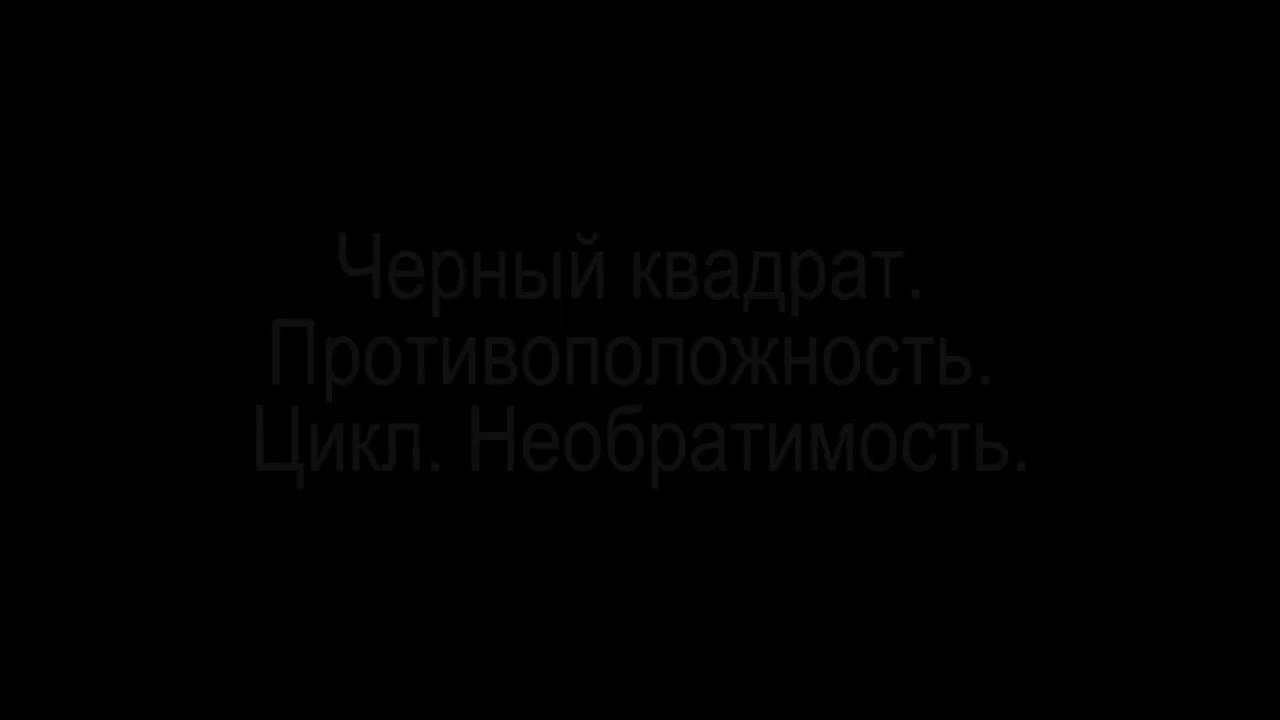 Черный квадрат.
Противоположность.
Цикл. Необратимость.